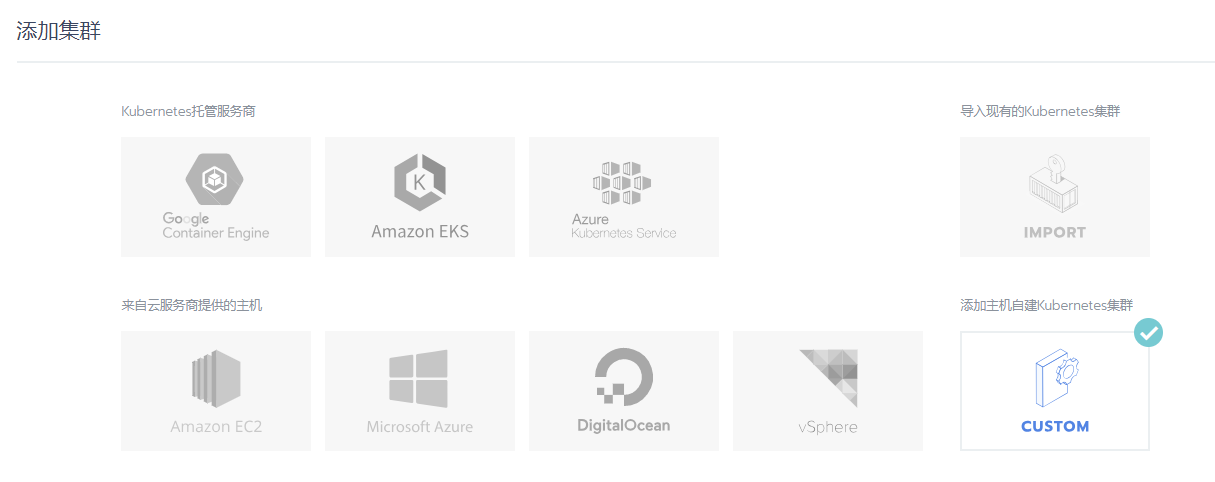 添加集群
Kubernetes托管服务商
导入现有的Kubernetes集群
Google
Container Engine
Amazon EKS
Azure
Kubernetes Service
IMPORT
来自云服务商提供的主机
添加主机自建Kubernetes集群
Amazon EC2
Microsoft Azure
DigitalOcean
vSphere
CUSTOM